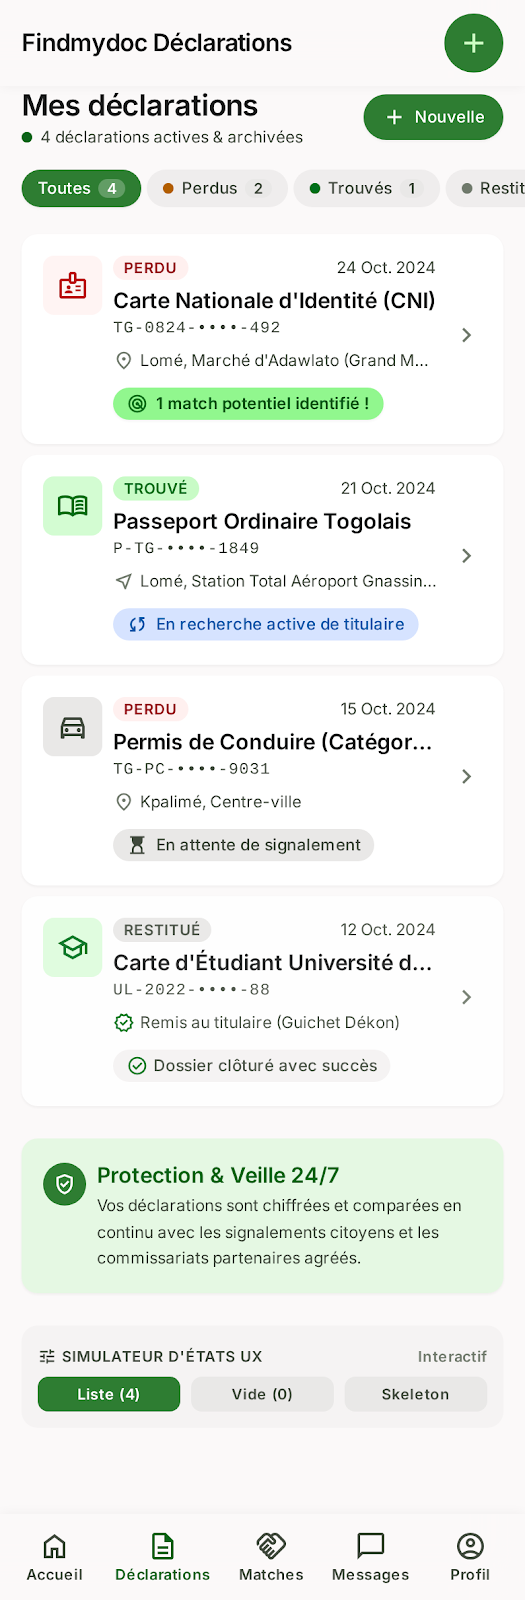 Findmydoc Déclarations
Mes déclarations
4 déclarations actives & archivées
Nouvelle
Toutes 4 Perdus 2 Trouvés 1 Restit
PERDU 24 Oct. 2024
Carte Nationale d'Identité (CNI)
TG-0824-••••-492
Lomé, Marché d'Adawlato (Grand M...
1 match potentiel identifié !
TROUVÉ 21 Oct. 2024
Passeport Ordinaire Togolais
P-TG-••••-1849
Lomé, Station Total Aéroport Gnassin...
En recherche active de titulaire
PERDU 15 Oct. 2024
Permis de Conduire (Catégor...
TG-PC-••••-9031
Kpalimé, Centre-ville
En attente de signalement
RESTITUÉ 12 Oct. 2024
Carte d'Étudiant Université d...
UL-2022-••••-88
Remis au titulaire (Guichet Dékon)
Dossier clôturé avec succès
Protection & Veille 24/7
Vos déclarations sont chiffrées et comparées en
continu avec les signalements citoyens et les
commissariats partenaires agréés.
SIMULATEUR D'ÉTATS UX Interactif
Liste (4) Vide (0) Skeleton
Accueil Déclarations Matches Messages Profil